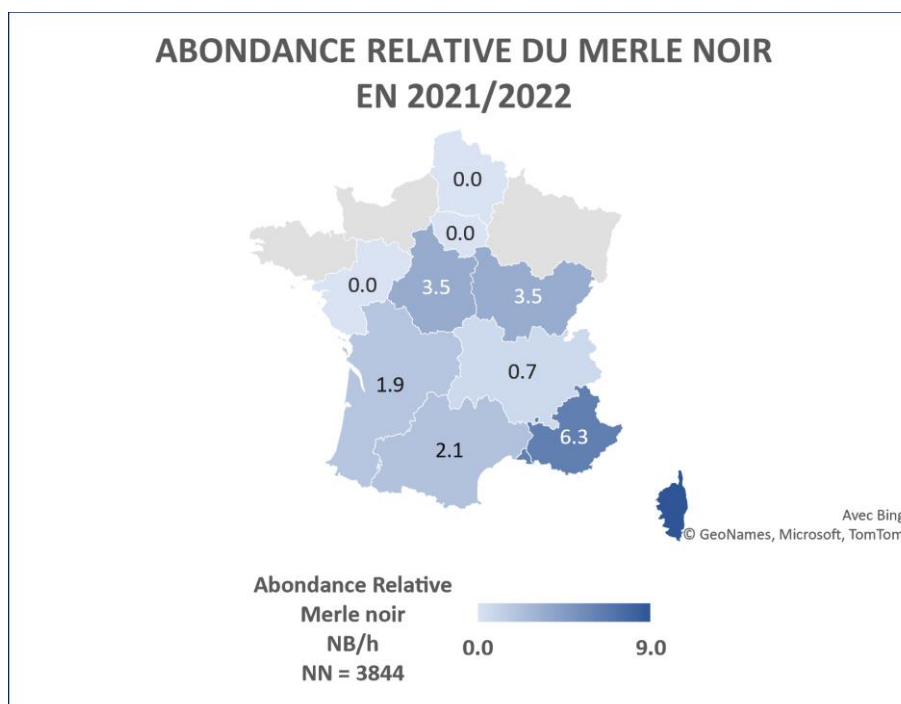 ABONDANCE RELATIVE DU MERLE NOIR
EN 2021/2022
0.0
0.0
0.0
3.5
3.5
1.9
0.7
2.1
6.3
Avec Bing
© GeoNames, Microsoft, TomTom
Abondance Relative
Merle noir
NB/h
NN = 3844
0.0
9.0